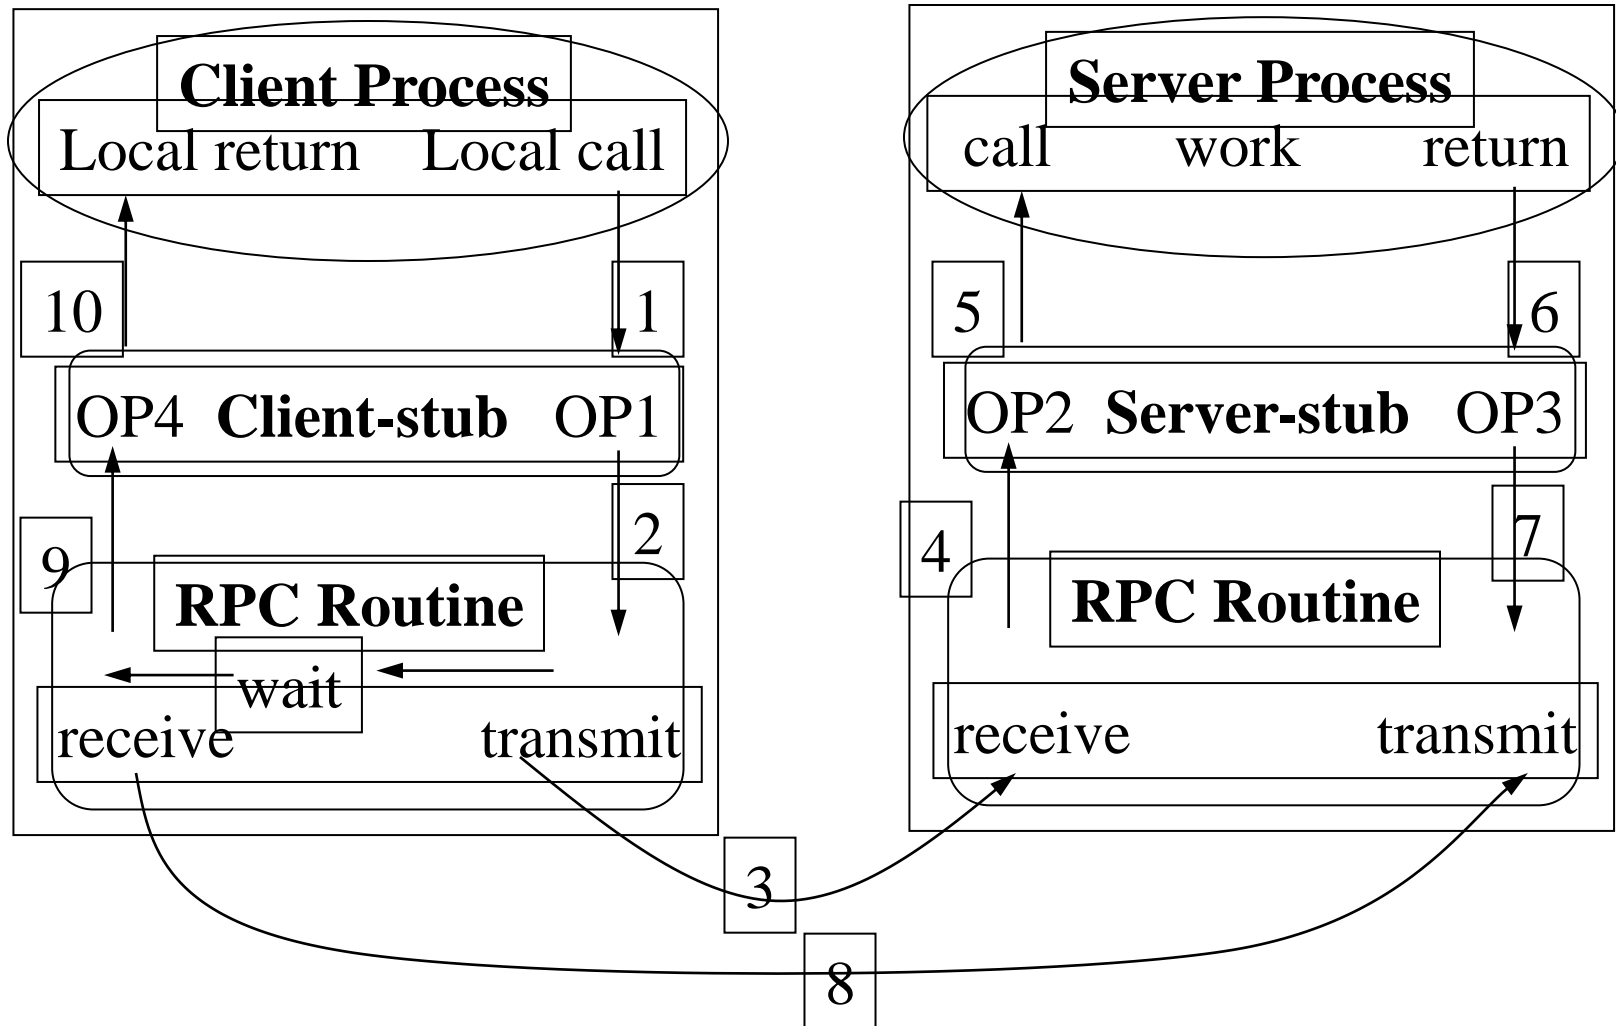 Client Process
Local return Local call
10
1
OP4 Client-stub OP1
9
2
RPC Routine
wait
receive transmit
Server Process
call work return
5
6
OP2 Server-stub OP3
4
7
RPC Routine
receive transmit
3
8